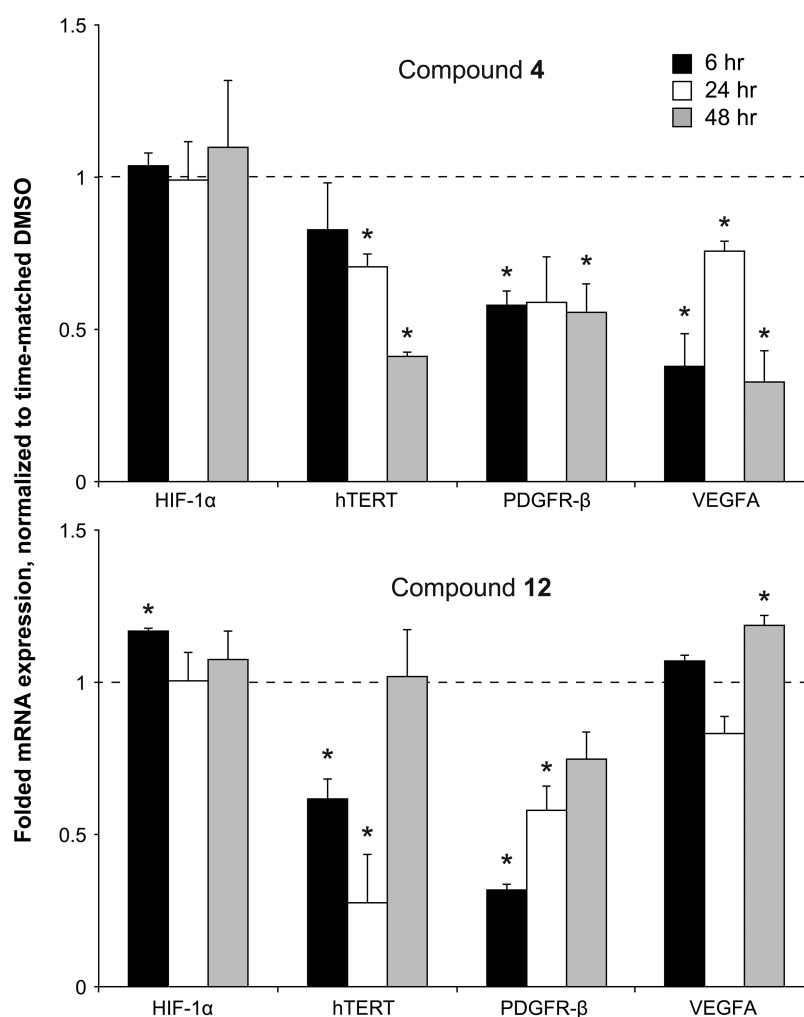 Folded mRNA expression, normalized to time-matched DMSO
1.5
1
0.5
0
Compound 4
6 hr
24 hr
48 hr
* * * * * * *
HIF-1α hTERT PDGFR-β VEGFA
1.5
1
0.5
0
Compound 12
* * * * * *
HIF-1α hTERT PDGFR-β VEGFA